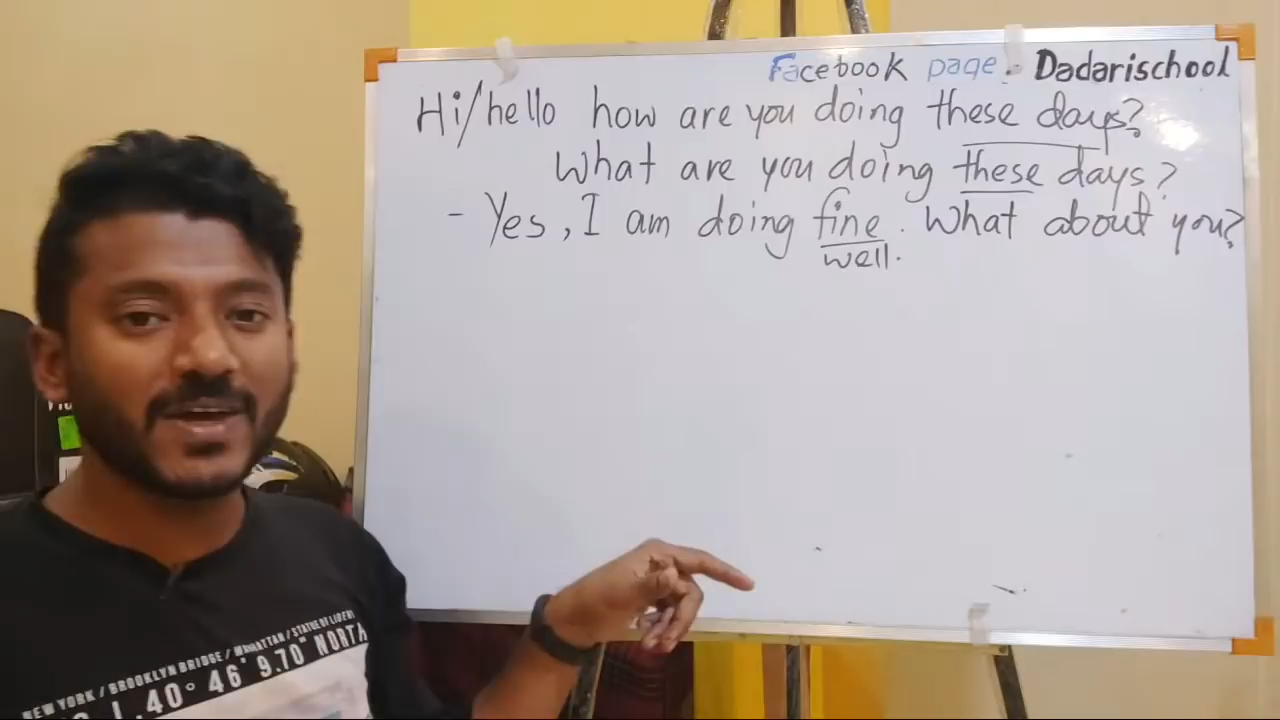 Facebook page:- Dadarischool
Hi/hello how are you doing these days?
What are you doing these days?
- Yes, I am doing fine. What about you?
well.
NEW YORK / BROOKLYN BRIDGE / MANHATTAN / STATUE OF LIBERT
40° 46' 9.70 NORTH